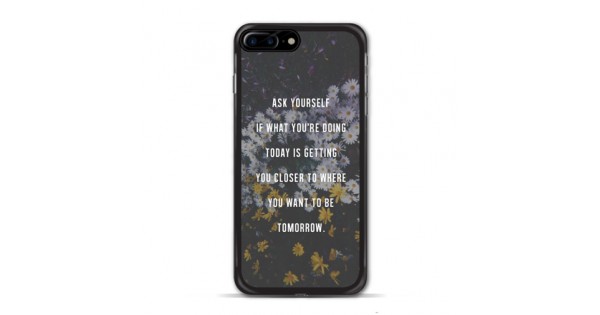 ASK YOURSELF
IF WHAT YOU'RE DOING
TODAY IS GETTING
YOU CLOSER TO WHERE
YOU WANT TO BE
TOMORROW.